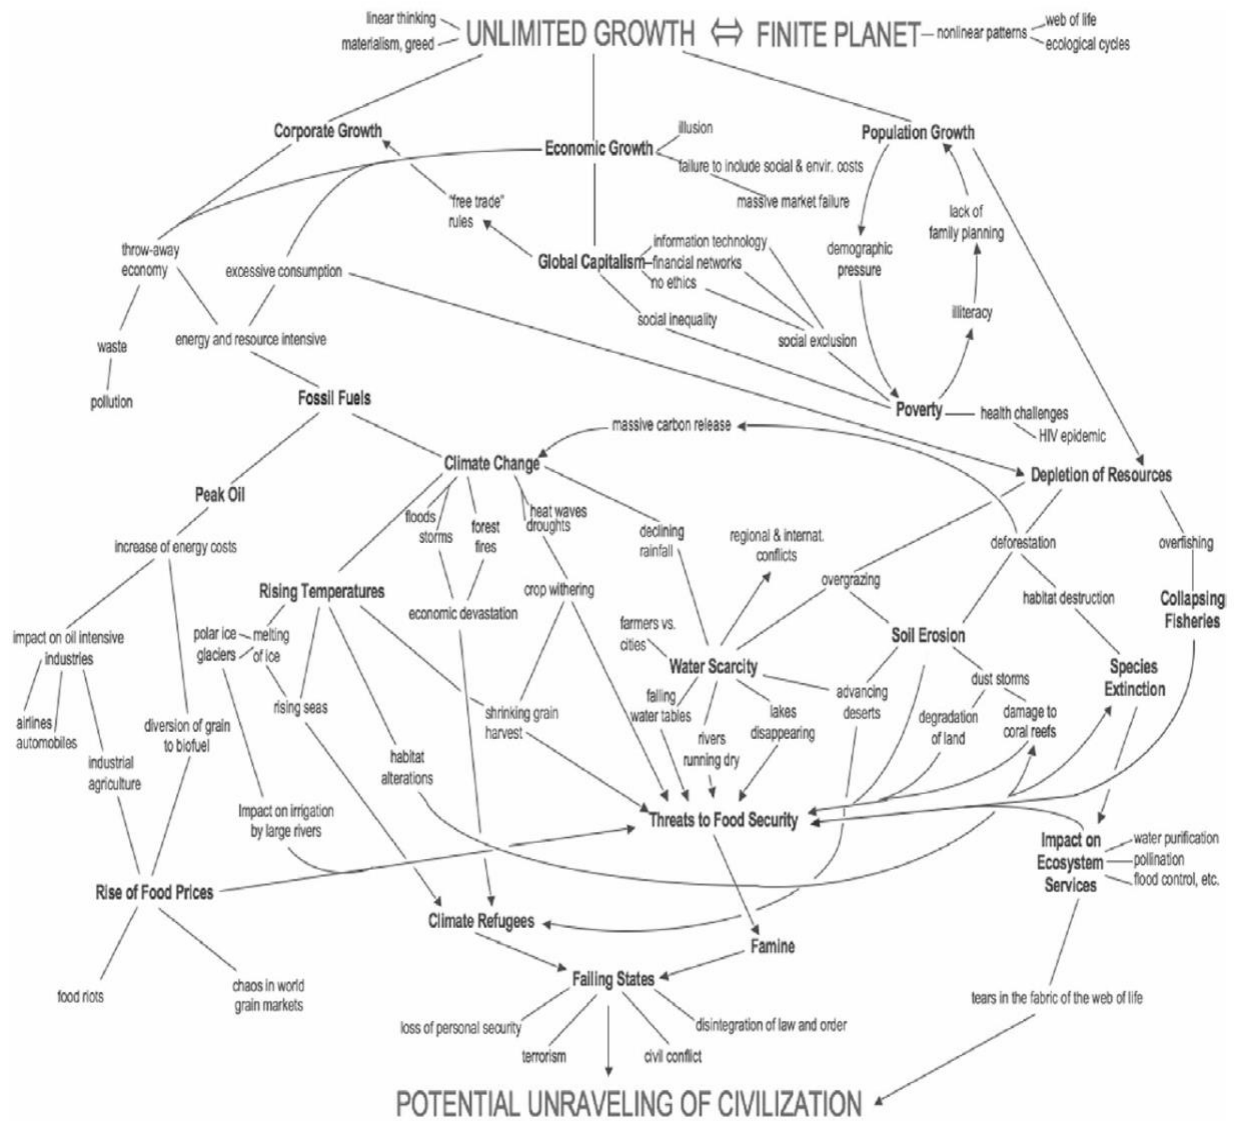 linear thinking
materialism, greed
UNLIMITED GROWTH ⇔ FINITE PLANET
nonlinear patterns
web of life
ecological cycles
Corporate Growth
Economic Growth
illusion
failure to include social & envir. costs
massive market failure
Population Growth
"free trade"
rules
lack of
family planning
throw-away
economy
excessive consumption
Global Capitalism
information technology
financial networks
no ethics
demographic
pressure
social inequality
social exclusion
illiteracy
waste
energy and resource intensive
pollution
Fossil Fuels
Poverty
health challenges
HIV epidemic
massive carbon release
Climate Change
Depletion of Resources
Peak Oil
floods
storms
forest
fires
heat waves
droughts
declining
rainfall
regional & internat.
conflicts
deforestation
overfishing
increase of energy costs
Rising Temperatures
economic devastation
crop withering
overgrazing
habitat destruction
Collapsing
Fisheries
impact on oil intensive
industries
polar ice
glaciers
melting
of ice
farmers vs.
cities
Water Scarcity
Soil Erosion
Species
Extinction
airlines
automobiles
industrial
agriculture
diversion of grain
to biofuel
rising seas
habitat
alterations
shrinking grain
harvest
falling
water tables
rivers
running dry
lakes
disappearing
advancing
deserts
dust storms
degradation
of land
damage to
coral reefs
Impact on irrigation
by large rivers
Threats to Food Security
Impact on
Ecosystem
Services
water purification
pollination
flood control, etc.
Rise of Food Prices
Climate Refugees
Famine
food riots
chaos in world
grain markets
Failing States
loss of personal security
terrorism
civil conflict
disintegration of law and order
tears in the fabric of the web of life
POTENTIAL UNRAVELING OF CIVILIZATION